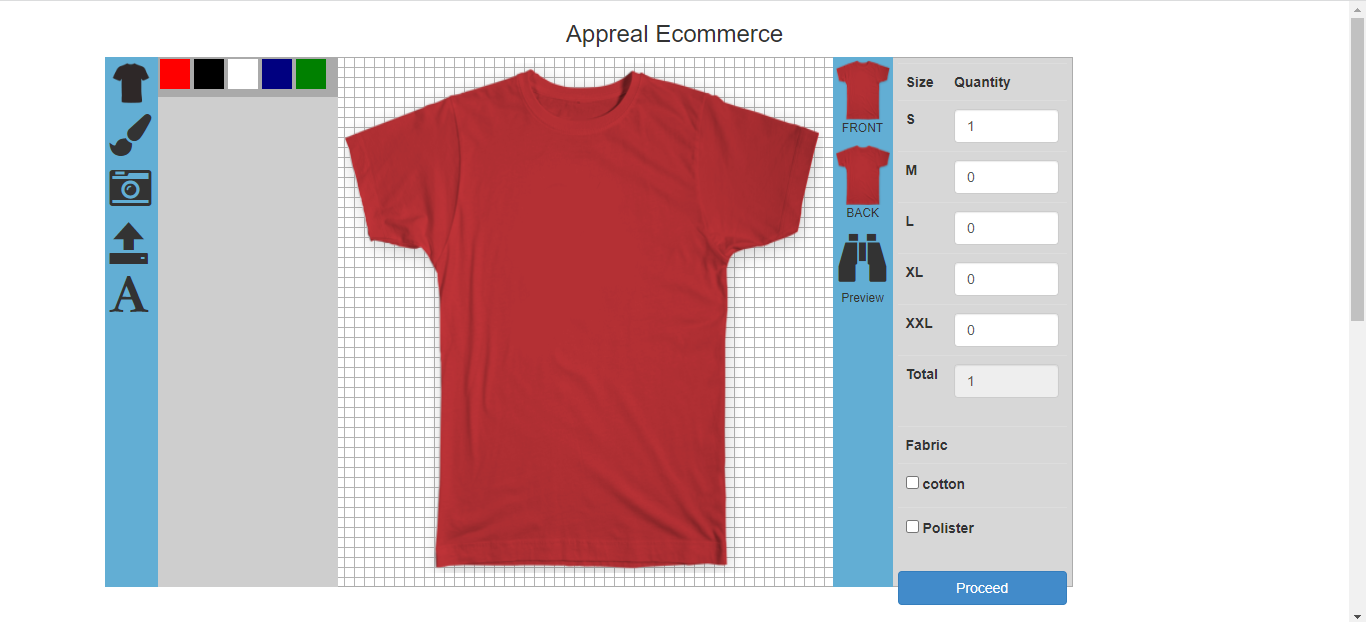 Appreal Ecommerce
A
FRONT
BACK
Preview
Size Quantity
S 1
M 0
L 0
XL 0
XXL 0
Total 1
Fabric
cotton
Polister
Proceed